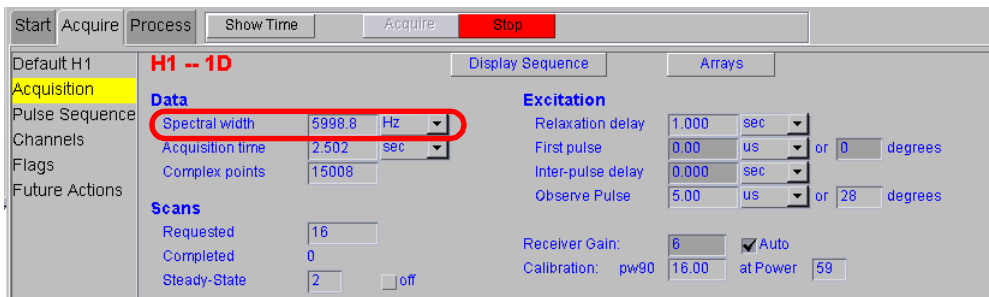 Start Acquire Process Show Time Acquire Stop
Default H1 H1 -- 1D Display Sequence Arrays
Acquisition Data Excitation
Pulse Sequence Spectral width 5998.8 Hz Relaxation delay 1.000 sec
Channels Acquisition time 2.502 sec First pulse 0.00 us or 0 degrees
Flags Complex points 15008 Inter-pulse delay 0.000 sec
Future Actions Observe Pulse 5.00 us or 28 degrees
Scans
Requested 16
Receiver Gain: 6 Auto
Completed 0
Calibration: pw90 16.00 at Power 59
Steady-State 2 off